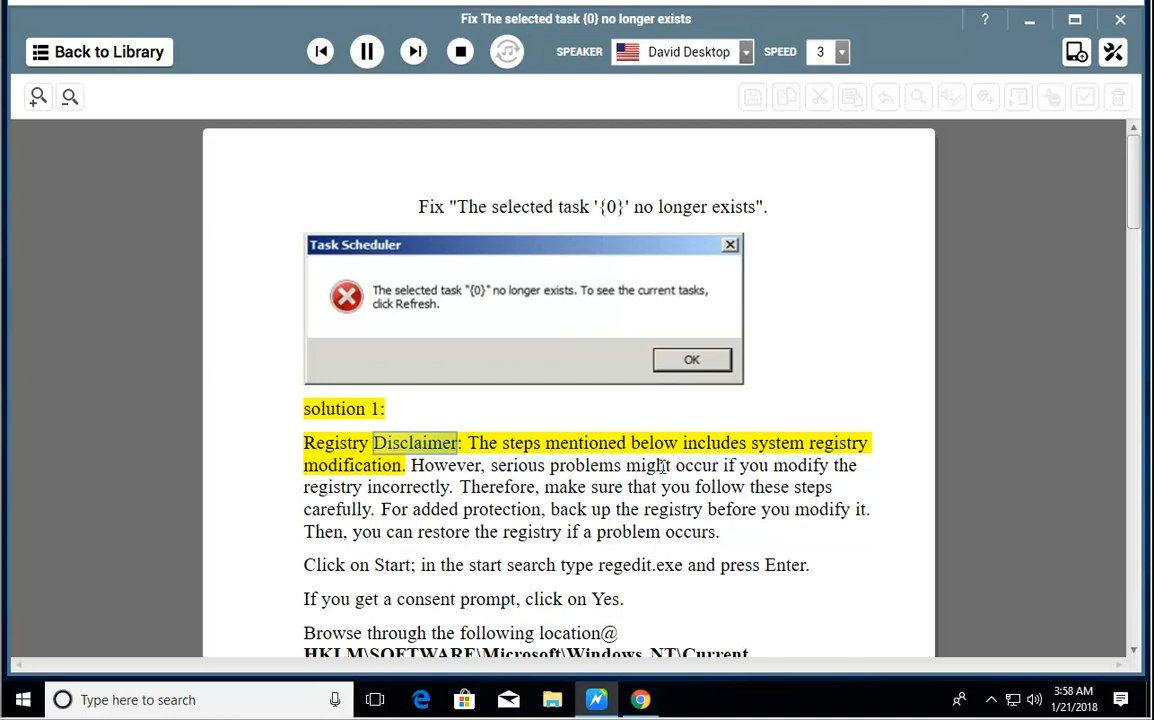 Fix The selected task {0} no longer exists
?
Back to Library
SPEAKER
David Desktop
SPEED
3
Fix "The selected task '{0}' no longer exists".
Task Scheduler
The selected task "{0}" no longer exists. To see the current tasks,
click Refresh.
OK
solution 1:
Registry Disclaimer: The steps mentioned below includes system registry
modification. However, serious problems might occur if you modify the
registry incorrectly. Therefore, make sure that you follow these steps
carefully. For added protection, back up the registry before you modify it.
Then, you can restore the registry if a problem occurs.
Click on Start; in the start search type regedit.exe and press Enter.
If you get a consent prompt, click on Yes.
Browse through the following location@
HKLM\SOFTWARE\Microsoft\Windows NT\Current
Type here to search
3:58 AM
1/21/2018